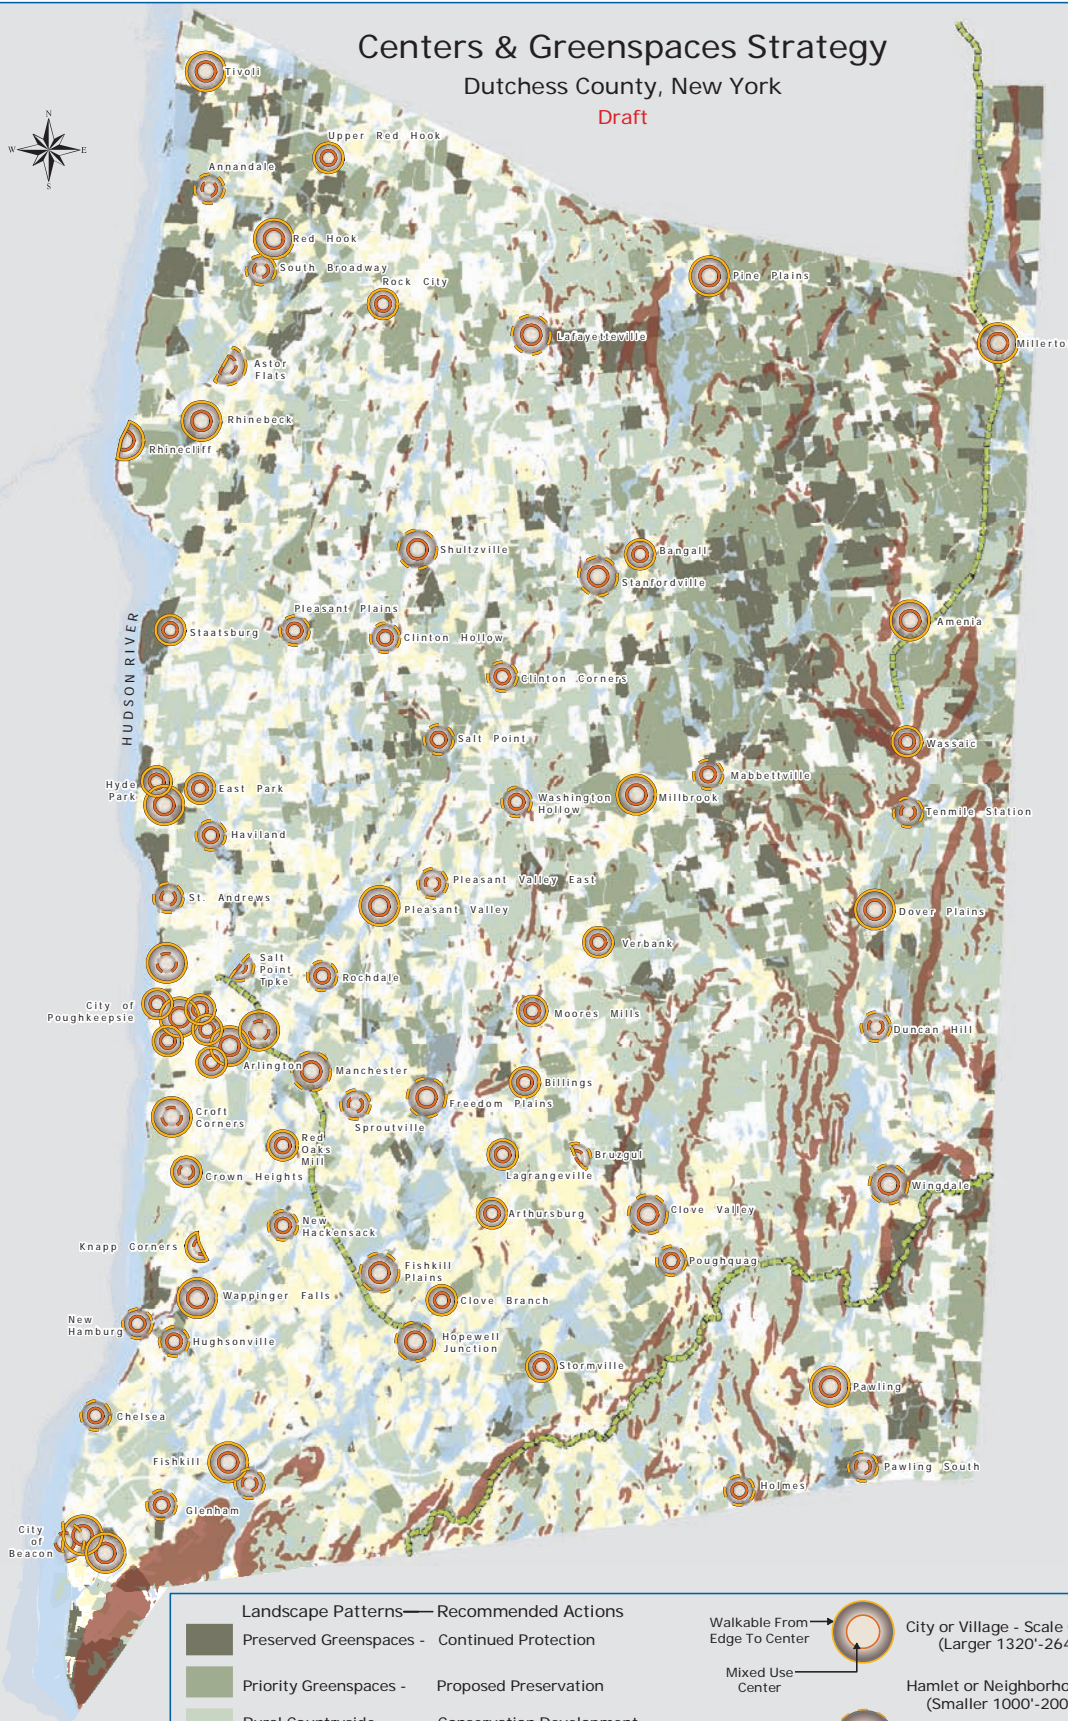 Centers & Greenspaces Strategy
Dutchess County, New York
Draft
N
W
E
S
Tivoli
Upper Red Hook
Annandale
Red Hook
South Broadway
Rock City
Pine Plains
Lafayetteville
Millerto
Astor
Flats
Rhinebeck
Rhinecliff
Shultzville
Bangall
Stanfordville
HUDSON RIVER
Pleasant Plains
Staatsburg
Clinton Hollow
Amenia
Clinton Corners
Salt Point
Wassaic
Hyde
Park
East Park
Mabbettville
Washington
Hollow
Millbrook
Tenmile Station
Haviland
Pleasant Valley East
St. Andrews
Pleasant Valley
Dover Plains
Verbank
Salt
Point
Tpke
Rochdale
City of
Poughkeepsie
Moores Mills
Duncan Hill
Arlington
Manchester
Billings
Freedom Plains
Sproutville
Croft
Corners
Red
Oaks
Mill
Bruzgul
Crown Heights
Lagrangeville
Wingdale
Arthursburg
Clove Valley
New
Hackensack
Knapp Corners
Poughquag
Fishkill
Plains
Wappinger Falls
Clove Branch
New
Hamburg
Hughsonville
Hopewell
Junction
Stormville
Pawling
Chelsea
Fishkill
Pawling South
Holmes
Glenham
City
of
Beacon
Landscape Patterns — Recommended Actions
Preserved Greenspaces - Continued Protection
Priority Greenspaces - Proposed Preservation
Rural Countryside Conservation Development
Walkable From
Edge To Center
Mixed Use
Center
City or Village - Scale
(Larger 1320'-264
Hamlet or Neighborho
(Smaller 1000'-200